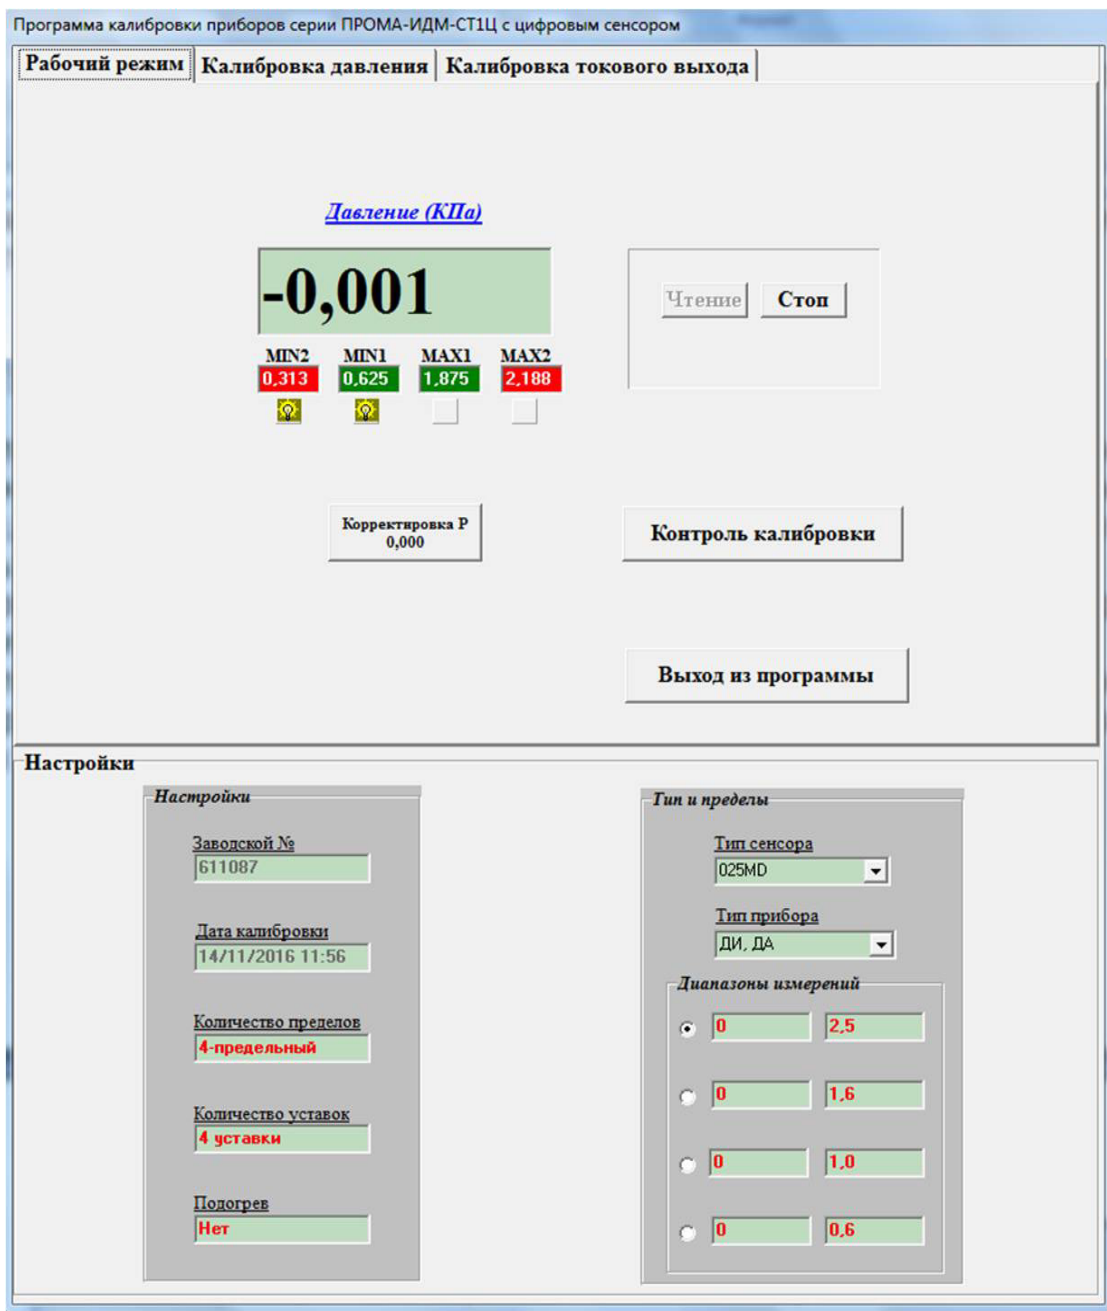 Программа калибровки приборов серии ПРОМА-ИДМ-СТ1Ц с цифровым сенсором
Рабочий режим Калибровка давления Калибровка токового выхода
Давление (КПа)
-0,001
Чтение Стоп
MIN2 MIN1 MAX1 MAX2
0,313 0,625 1,875 2,188
Корректировка Р
0,000
Контроль калибровки
Выход из программы
Настройки
Настройки
Заводской №
611087
Дата калибровки
14/11/2016 11:56
Количество пределов
4-предельный
Количество уставок
4 уставки
Подогрев
Нет
Тип и пределы
Тип сенсора
025MD
Тип прибора
ДИ, ДА
Диапазоны измерений
0 2,5
0 1,6
0 1,0
0 0,6